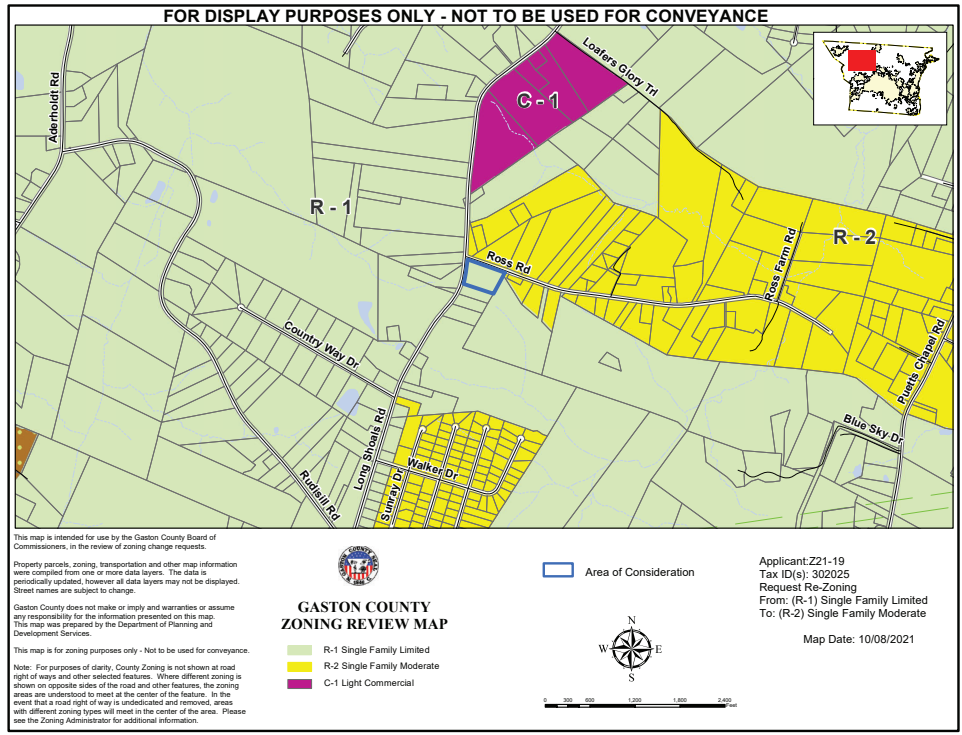 FOR DISPLAY PURPOSES ONLY - NOT TO BE USED FOR CONVEYANCE
Aderholdt Rd
Loafers Glory Trl
C - 1
R - 1
R - 2
Ross Rd
Ross Farm Rd
Country Way Dr
Puetts Chapel Rd
Blue Sky Dr
Long Shoals Rd
Walker Dr
Sunray Dr
Rudisill Rd
This map is intended for use by the Gaston County Board of
Commissioners, in the review of zoning change requests.
Property parcels, zoning, transportation and other map information
were compiled from one or more data layers. The data is
periodically updated, however all data layers may not be displayed.
Street names are subject to change.
Gaston County does not make or imply and warranties or assume
any responsibility for the information presented on this map.
This map was prepared by the Department of Planning and
Development Services.
This map is for zoning purposes only - Not to be used for conveyance.
Note: For purposes of clarity, County Zoning is not shown at road
right of ways and other selected features. Where different zoning is
shown on opposite sides of the road and other features, the zoning
areas are understood to meet at the center of the feature. In the
event that a road right of way is undedicated and removed, areas
with different zoning types will meet in the center of the area. Please
see the Zoning Administrator for additional information.
GASTON COUNTY
ZONING REVIEW MAP
R-1 Single Family Limited
R-2 Single Family Moderate
C-1 Light Commercial
Area of Consideration
N
W E
S
0 300 600 1,200 1,800 2,400
Feet
Applicant:Z21-19
Tax ID(s): 302025
Request Re-Zoning
From: (R-1) Single Family Limited
To: (R-2) Single Family Moderate
Map Date: 10/08/2021